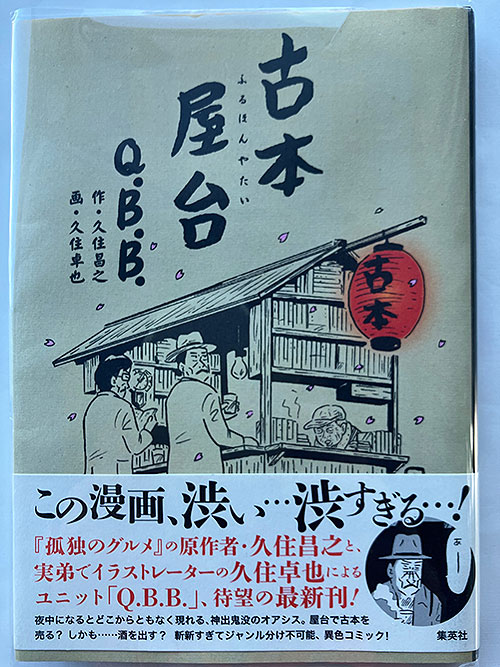 古本
屋台
ふるほんやたい
Q.B.B.
作・久住昌之
画・久住卓也
古本
この漫画、渋い…渋すぎる…!
『孤独のグルメ』の原作者・久住昌之と、
実弟でイラストレーターの久住卓也による
ユニット「Q.B.B.」、待望の最新刊!
夜中になるとどこからともなく現れる、神出鬼没のオアシス。屋台で古本を
売る? しかも……酒を出す? 斬新すぎてジャンル分け不可能、異色コミック!
集英社